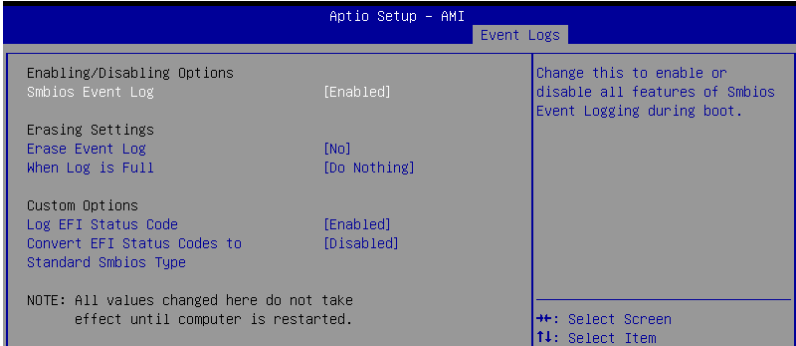 Aptio Setup – AMI
Event Logs
Enabling/Disabling Options
Smbios Event Log [Enabled]
Erasing Settings
Erase Event Log [No]
When Log is Full [Do Nothing]
Custom Options
Log EFI Status Code [Enabled]
Convert EFI Status Codes to [Disabled]
Standard Smbios Type
NOTE: All values changed here do not take
effect until computer is restarted.
Change this to enable or
disable all features of Smbios
Event Logging during boot.
→←: Select Screen
↑↓: Select Item